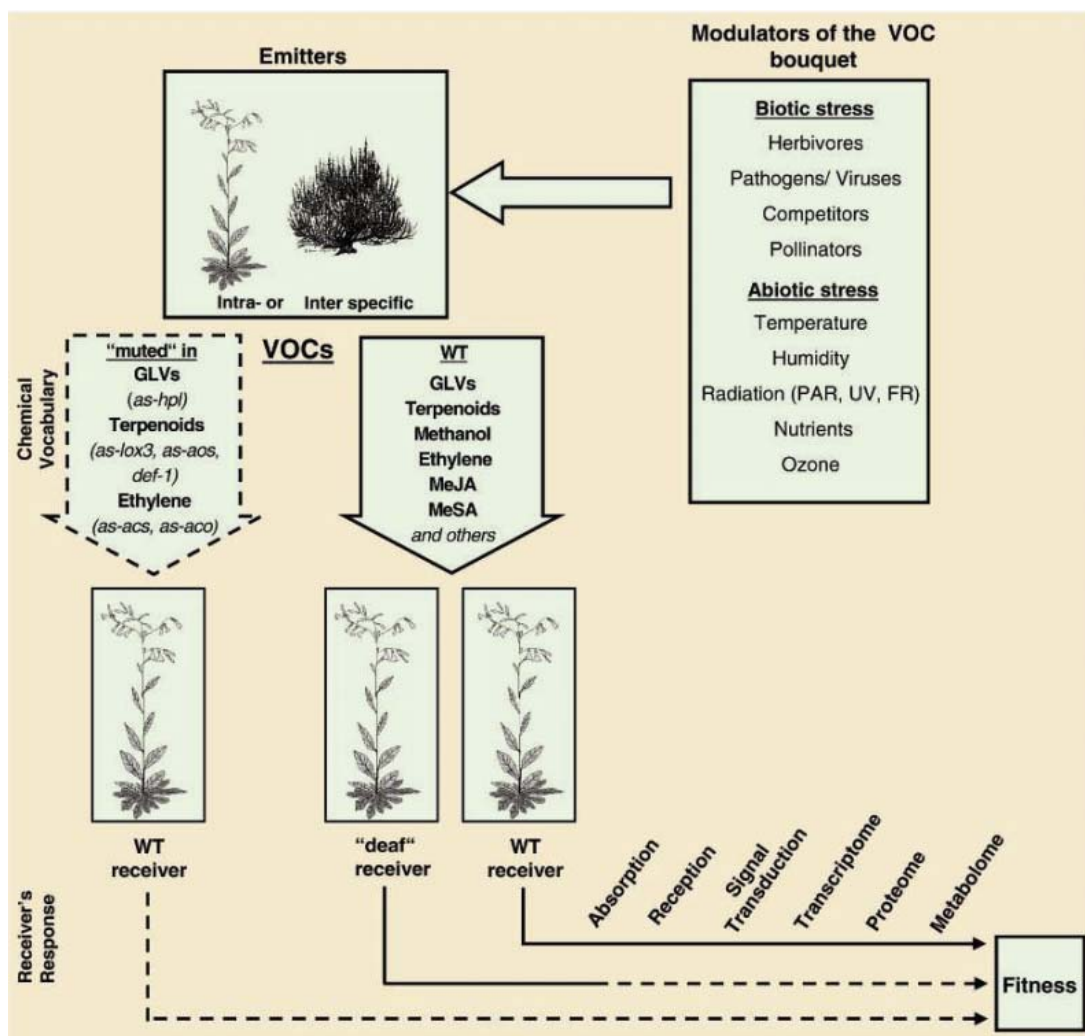 Emitters
Intra- or Inter specific
Modulators of the VOC
bouquet
Biotic stress
Herbivores
Pathogens/ Viruses
Competitors
Pollinators
Abiotic stress
Temperature
Humidity
Radiation (PAR, UV, FR)
Nutrients
Ozone
Chemical
Vocabulary
"muted" in
GLVs
(as-hpl)
Terpenoids
(as-lox3, as-aos,
def-1)
Ethylene
(as-acs, as-aco)
VOCs
WT
GLVs
Terpenoids
Methanol
Ethylene
MeJA
MeSA
and others
WT
receiver
"deaf"
receiver
WT
receiver
Receiver's
Response
Absorption
Reception
Signal
Transduction
Transcriptome
Proteome
Metabolome
Fitness